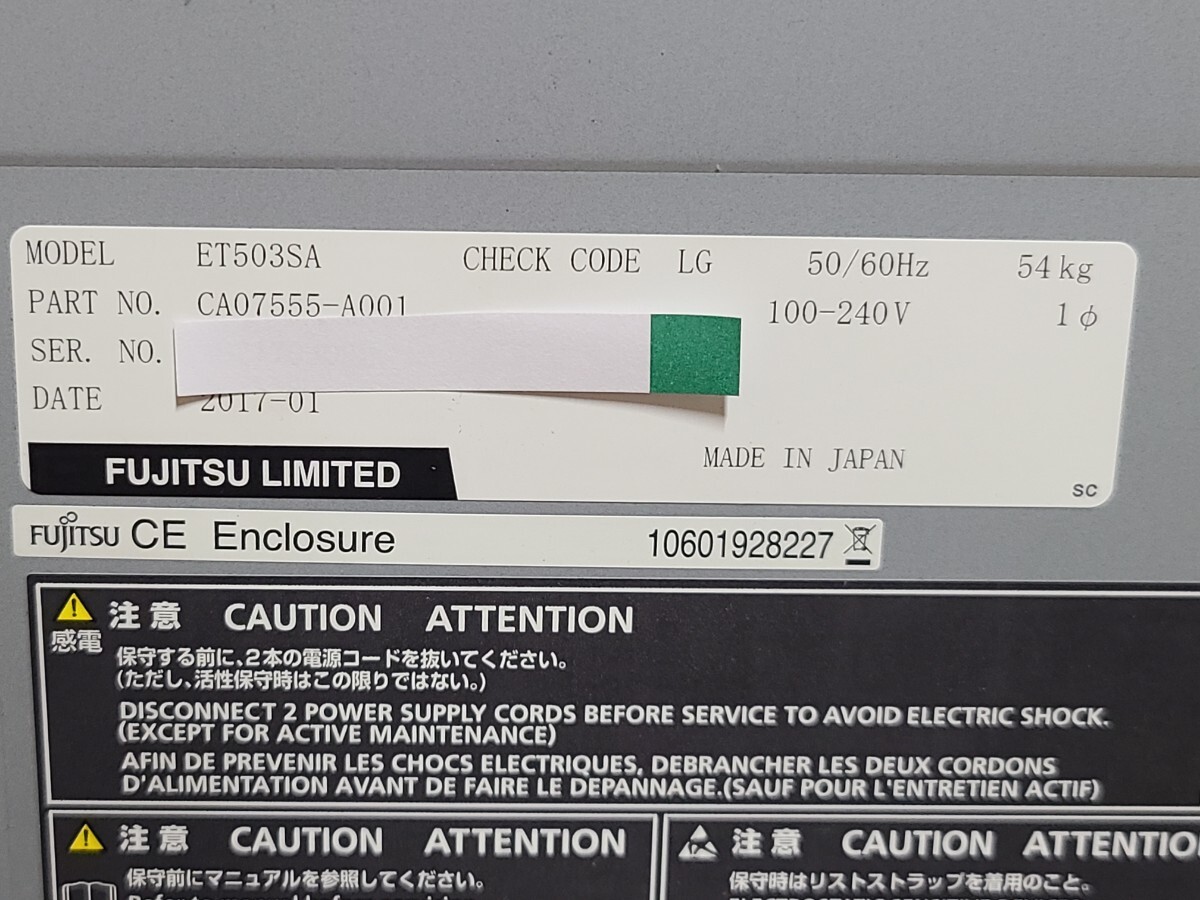 MODEL ET503SA CHECK CODE LG 50/60Hz 54kg
PART NO. CA07555-A001 100-240V 1φ
SER. NO.
DATE 2017-01
FUJITSU LIMITED MADE IN JAPAN
SC
FUJITSU CE Enclosure 10601928227
注意 CAUTION ATTENTION
感電
保守する前に、2本の電源コードを抜いてください。
(ただし、活性保守時はこの限りではない。)
DISCONNECT 2 POWER SUPPLY CORDS BEFORE SERVICE TO AVOID ELECTRIC SHOCK.
(EXCEPT FOR ACTIVE MAINTENANCE)
AFIN DE PREVENIR LES CHOCS ELECTRIQUES, DEBRANCHER LES DEUX CORDONS
D'ALIMENTATION AVANT DE FAIRE LE DEPANNAGE.(SAUF POUR L'ENTRETIEN ACTIF)
注意 CAUTION ATTENTION
保守前にマニュアルを参照してください。
注意 CAUTION ATTENTIO
保守時はリストストラップを着用のこと。